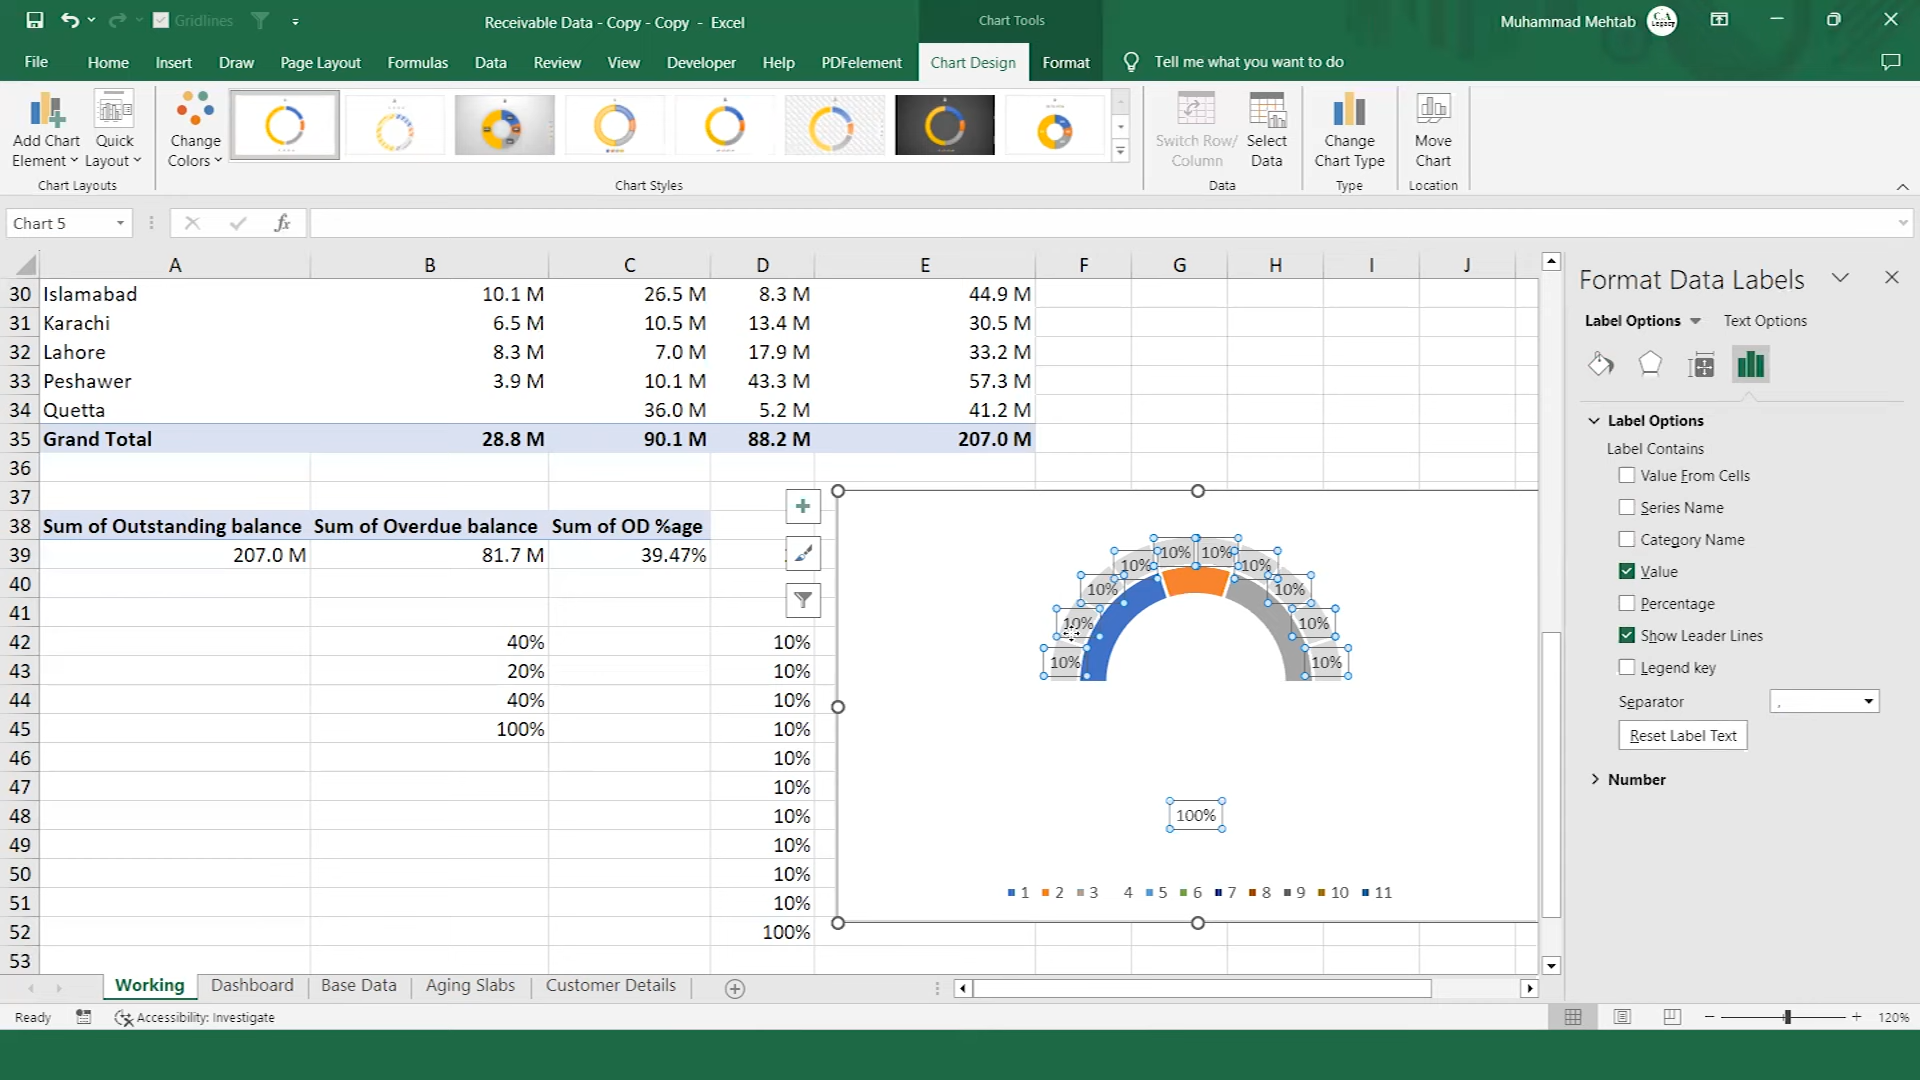 Gridlines
Receivable Data - Copy - Copy - Excel
Chart Tools
Muhammad Mehtab
File Home Insert Draw Page Layout Formulas Data Review View Developer Help PDFelement Chart Design Format Tell me what you want to do
Add Chart Element
Quick Layout
Chart Layouts
Change Colors
Chart Styles
Switch Row/ Column
Select Data
Data
Change Chart Type
Type
Move Chart
Location
Chart 5
fx
A B C D E F G H I J
30 Islamabad 10.1 M 26.5 M 8.3 M 44.9 M
31 Karachi 6.5 M 10.5 M 13.4 M 30.5 M
32 Lahore 8.3 M 7.0 M 17.9 M 33.2 M
33 Peshawer 3.9 M 10.1 M 43.3 M 57.3 M
34 Quetta 36.0 M 5.2 M 41.2 M
35 Grand Total 28.8 M 90.1 M 88.2 M 207.0 M
36
37
38 Sum of Outstanding balance Sum of Overdue balance Sum of OD %age
39 207.0 M 81.7 M 39.47%
40
41
42 40% 10%
43 20% 10%
44 40% 10%
45 100% 10%
46 10%
47 10%
48 10%
49 10%
50 10%
51 10%
52 100%
53
10% 10%
10% 10%
10% 10%
10% 10%
10% 10%
100%
1 2 3 4 5 6 7 8 9 10 11
Format Data Labels
Label Options Text Options
Label Options
Label Contains
Value From Cells
Series Name
Category Name
Value
Percentage
Show Leader Lines
Legend key
Separator ,
Reset Label Text
Number
Working Dashboard Base Data Aging Slabs Customer Details
Ready Accessibility: Investigate
120%